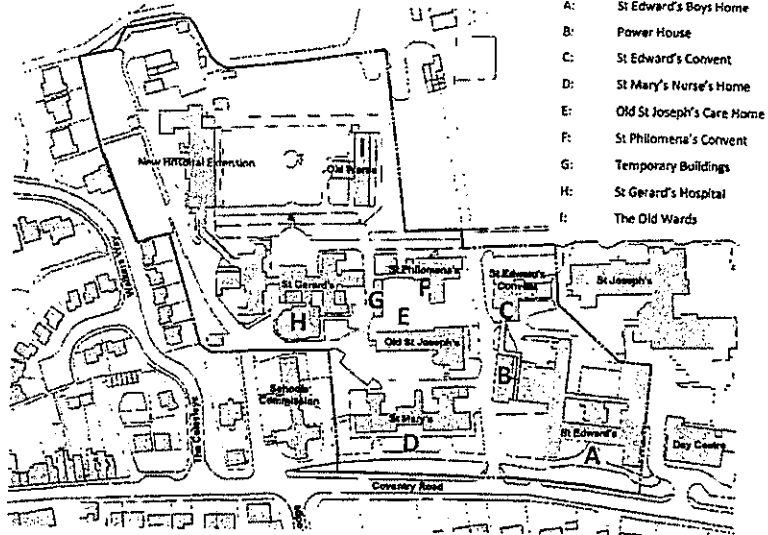 A: St Edward's Boys Home
B: Power House
C: St Edward's Convent
D: St Mary's Nurse's Home
E: Old St Joseph's Care Home
F: St Philomena's Convent
G: Temporary Buildings
H: St Gerard's Hospital
I: The Old Wards
I
New Hospital Extension
Old Wards
St Philomena's
F
St Edward's
Convent
St Joseph's
St Gerard's
G
E
C
H
Old St Joseph's
B
Schools
Commission
St Mary's
D
St Edward's
A
Day Centre
Coventry Road